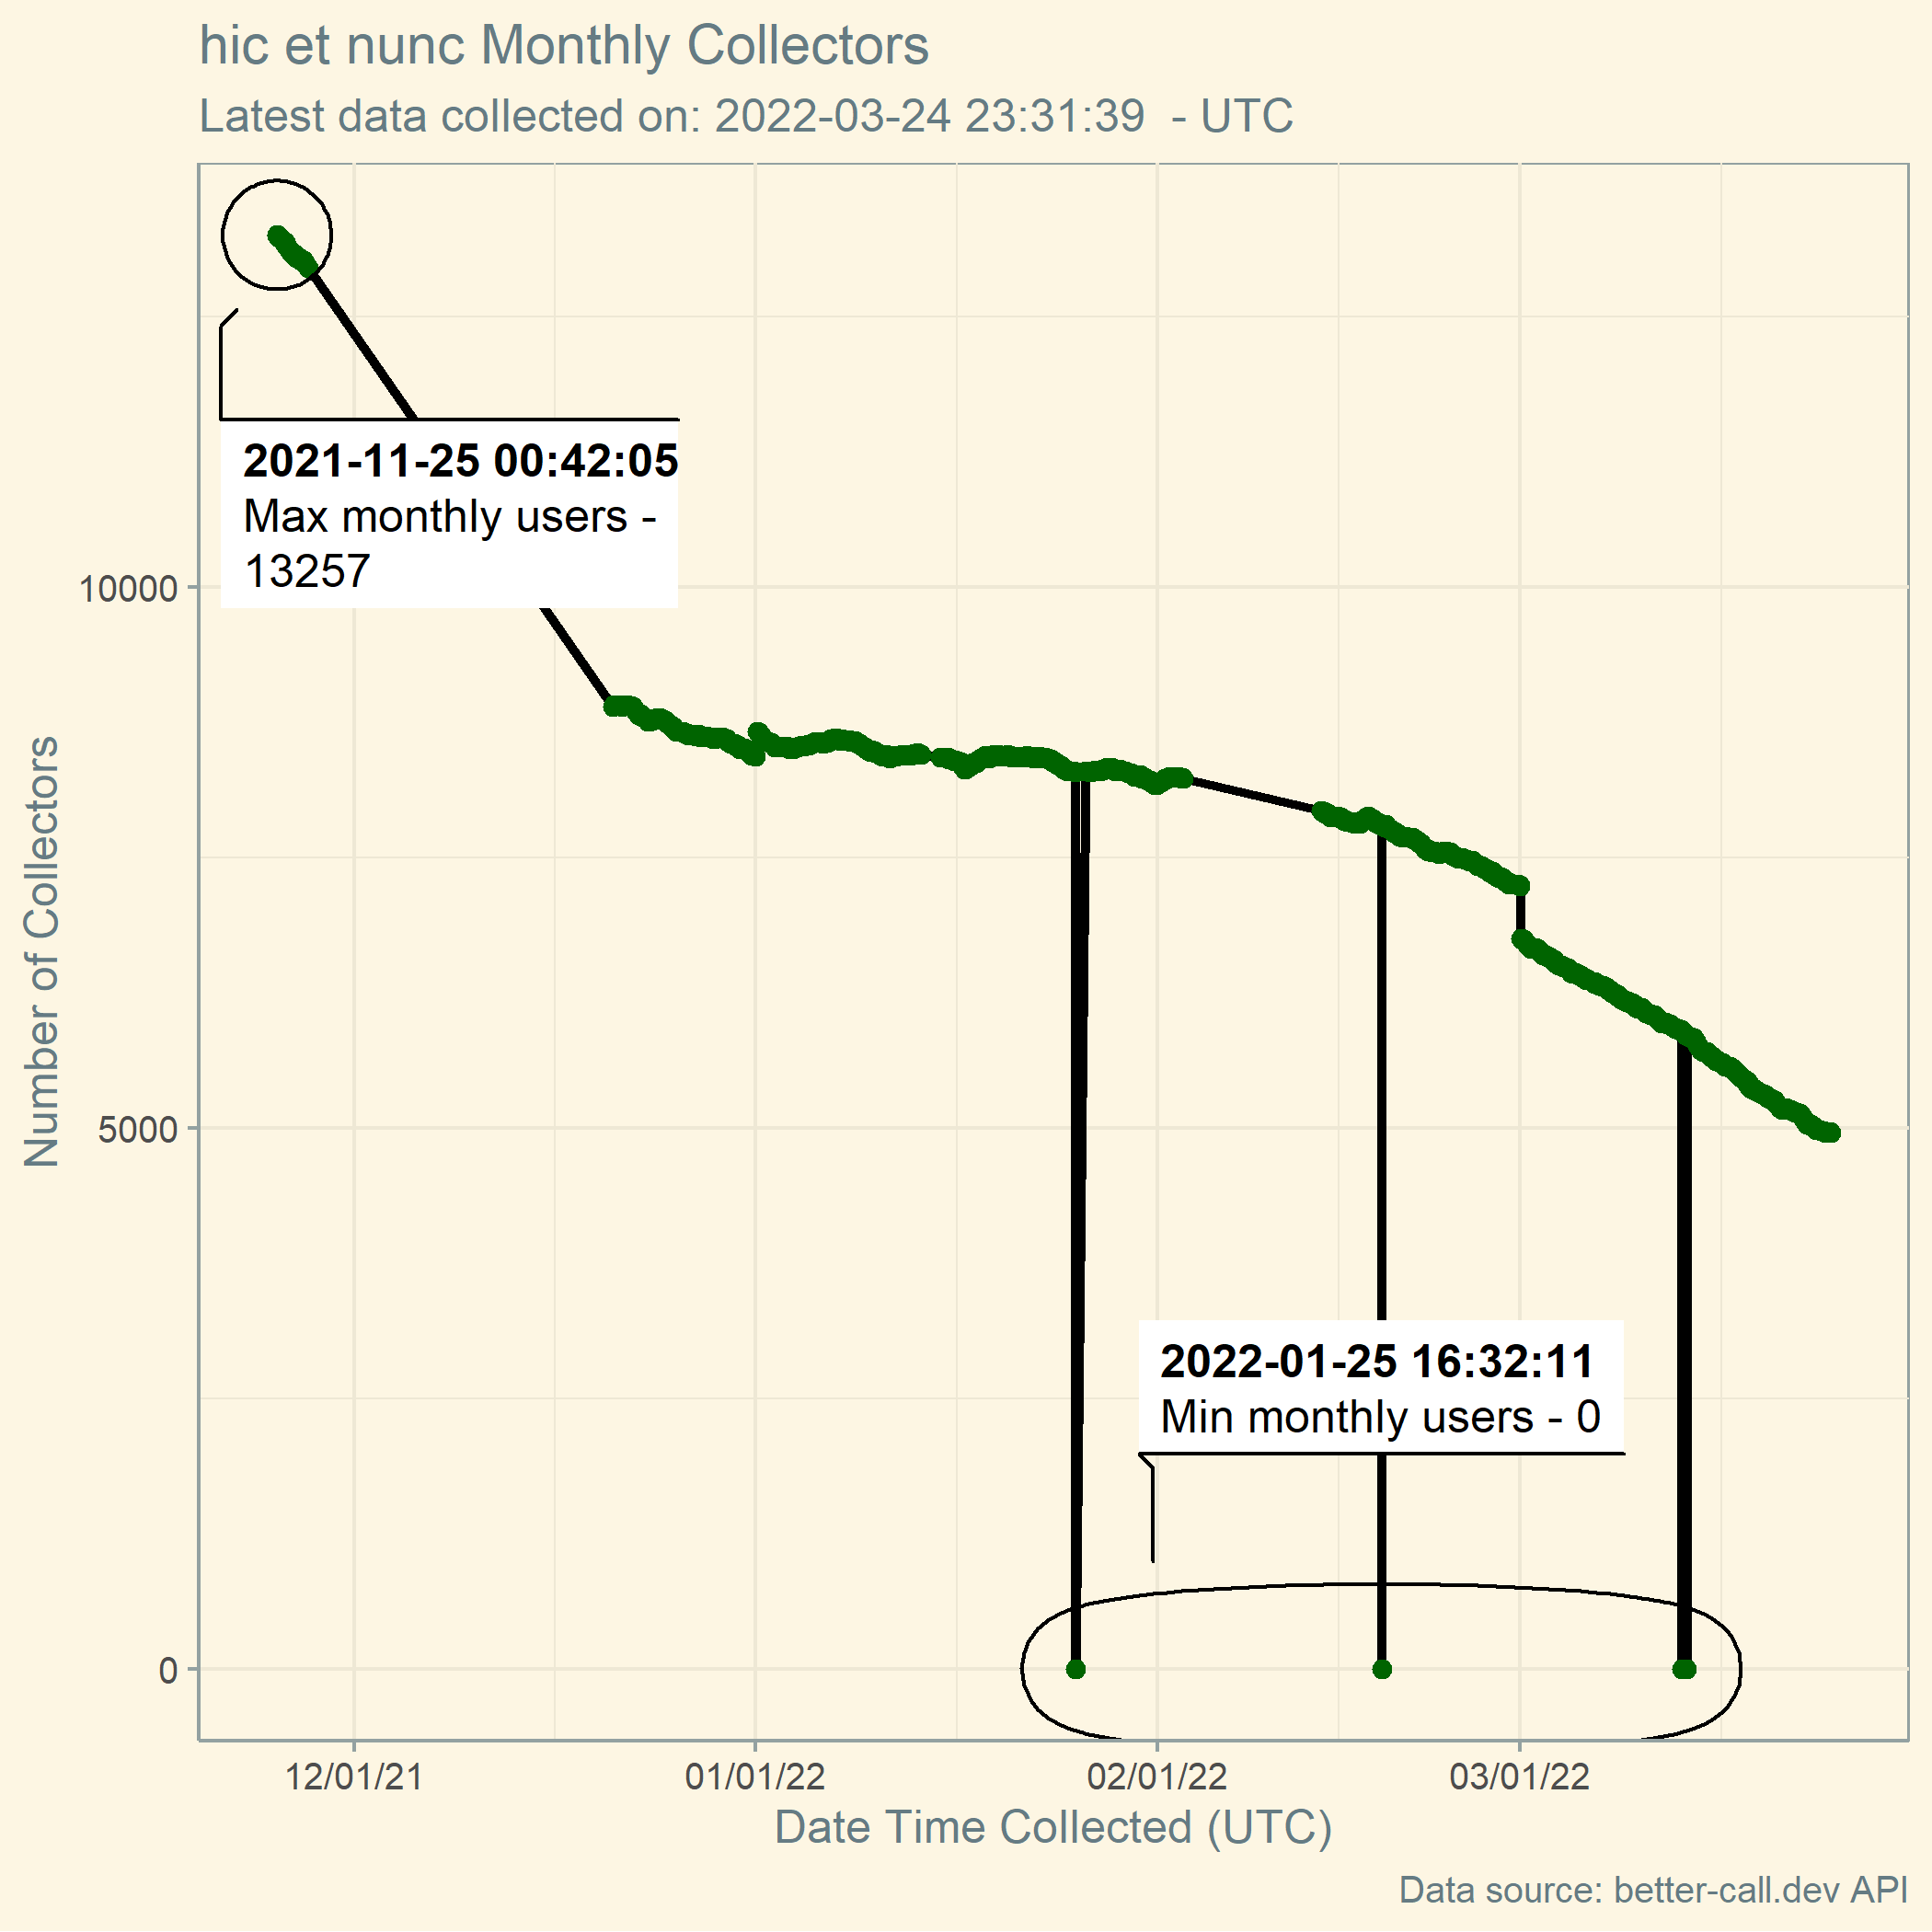 hic et nunc Monthly Collectors
Latest data collected on: 2022-03-24 23:31:39  - UTC
2021-11-25 00:42:05
Max monthly users -
13257
10000
5000
0
Number of Collectors
2022-01-25 16:32:11
Min monthly users - 0
12/01/21
01/01/22
02/01/22
03/01/22
Date Time Collected (UTC)
Data source: better-call.dev API